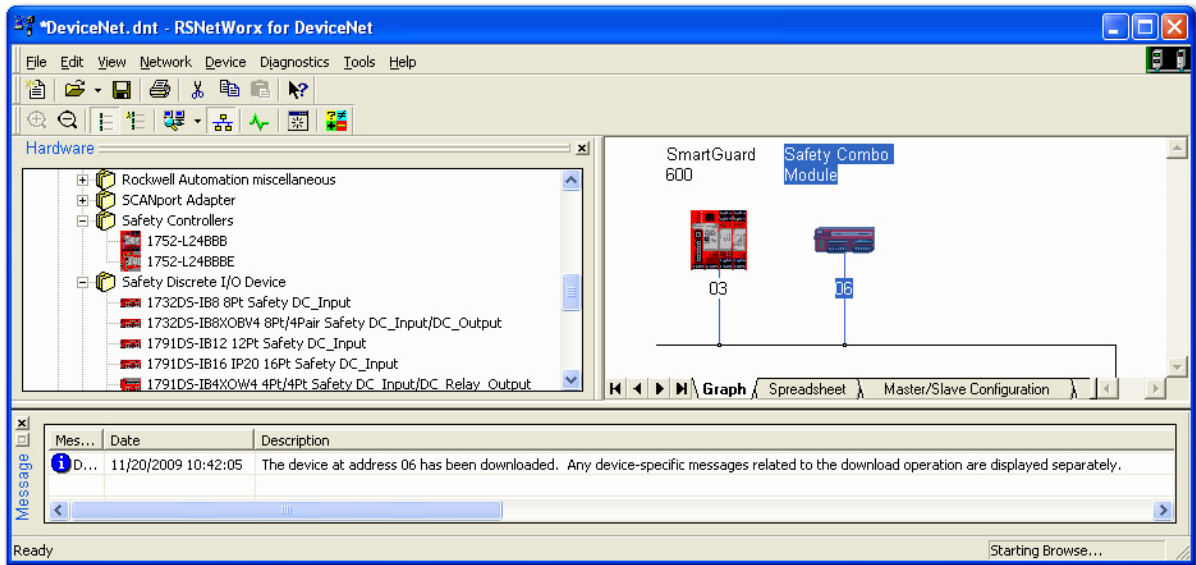 *DeviceNet.dnt - RSNetWorx for DeviceNet
File Edit View Network Device Diagnostics Tools Help
Hardware
Rockwell Automation miscellaneous
SCANport Adapter
Safety Controllers
1752-L24BBB
1752-L24BBBE
Safety Discrete I/O Device
1732DS-IB8 8Pt Safety DC_Input
1732DS-IB8XOBV4 8Pt/4Pair Safety DC_Input/DC_Output
1791DS-IB12 12Pt Safety DC_Input
1791DS-IB16 IP20 16Pt Safety DC_Input
1791DS-IB4XOW4 4Pt/4Pt Safety DC_Input/DC_Relay_Output
SmartGuard
600
Safety Combo
Module
03
06
Graph Spreadsheet Master/Slave Configuration
Message
Mes... Date Description
D... 11/20/2009 10:42:05 The device at address 06 has been downloaded. Any device-specific messages related to the download operation are displayed separately.
Ready
Starting Browse...